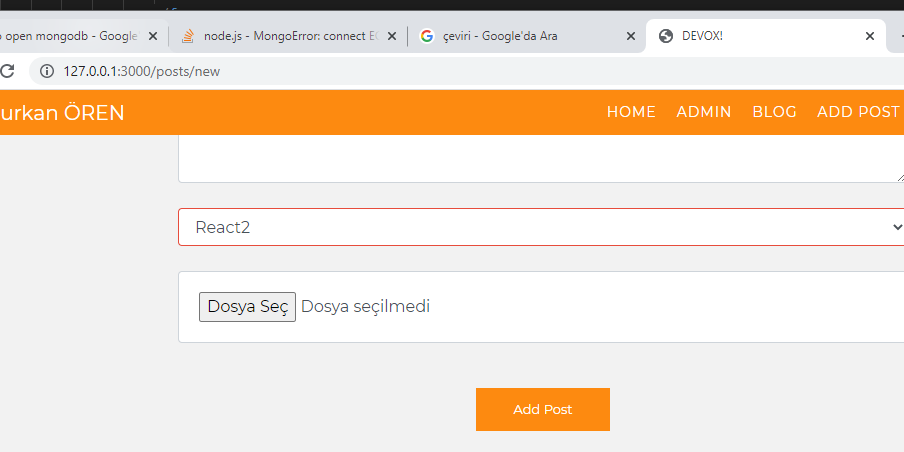 open mongodb - Google
node.js - MongoError: connect E
çeviri - Google'da Ara
DEVOX!
127.0.0.1:3000/posts/new
urkan ÖREN
HOME ADMIN BLOG ADD POST
React2
Dosya Seç Dosya seçilmedi
Add Post